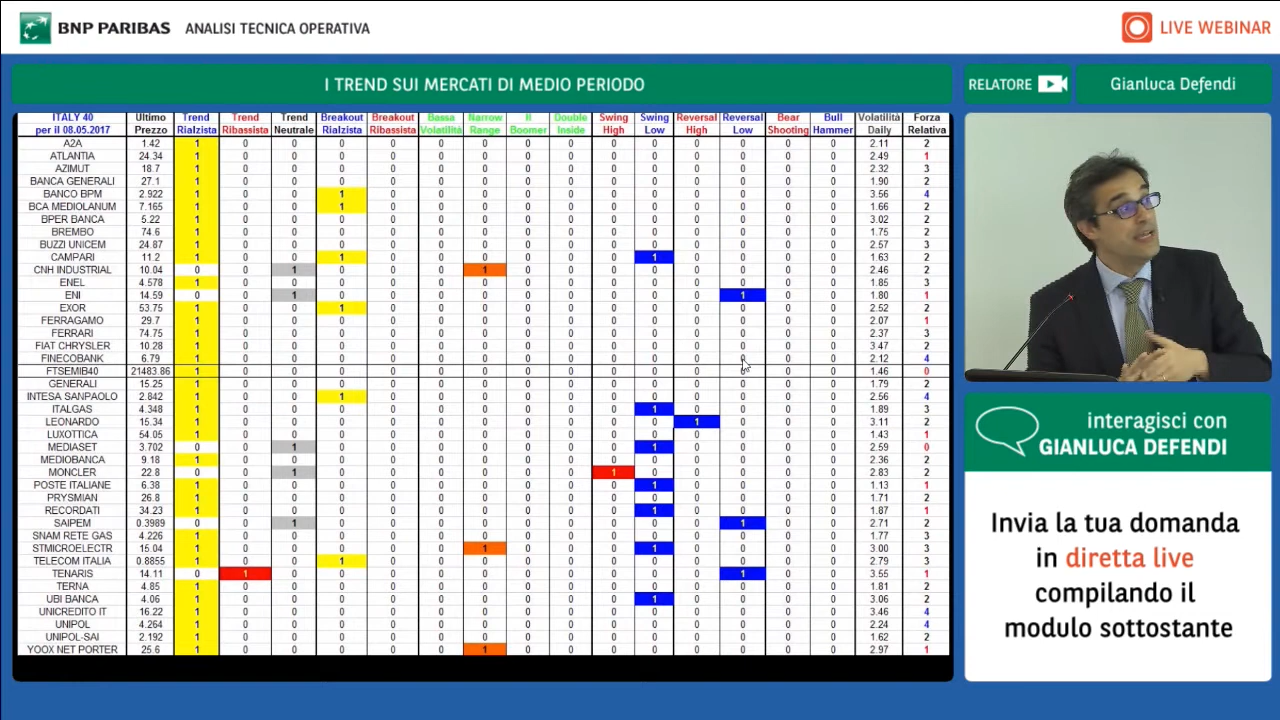 BNP PARIBAS ANALISI TECNICA OPERATIVA
LIVE WEBINAR
I TREND SUI MERCATI DI MEDIO PERIODO
RELATORE
Gianluca Defendi
ITALY 40 Ultimo Trend Trend Trend Breakout Breakout Bassa Narrow II Double Swing Swing Reversal Reversal Bear Bull Volatilità Forza
per il 08.05.2017 Prezzo Rialzista Ribassista Neutrale Rialzista Ribassista Volatilità Range Boomer Inside High Low High Low Shooting Hammer Daily Relativa
A2A 1.42 1 0 0 0 0 0 0 0 0 0 0 0 0 0 0 2.11 2
ATLANTIA 24.34 1 0 0 0 0 0 0 0 0 0 0 0 0 0 0 2.49 1
AZIMUT 18.7 1 0 0 0 0 0 0 0 0 0 0 0 0 0 0 2.32 3
BANCA GENERALI 27.1 1 0 0 0 0 0 0 0 0 0 0 0 0 0 0 1.90 2
BANCO BPM 2.922 1 0 0 1 0 0 0 0 0 0 0 0 0 0 0 3.56 4
BCA MEDIOLANUM 7.165 1 0 0 1 0 0 0 0 0 0 0 0 0 0 0 1.66 2
BPER BANCA 5.22 1 0 0 0 0 0 0 0 0 0 0 0 0 0 0 3.02 2
BREMBO 74.6 1 0 0 0 0 0 0 0 0 0 0 0 0 0 0 1.75 2
BUZZI UNICEM 24.87 1 0 0 0 0 0 0 0 0 0 0 0 0 0 0 2.57 3
CAMPARI 11.2 1 0 0 1 0 0 0 0 0 0 1 0 0 0 0 1.63 2
CNH INDUSTRIAL 10.04 0 0 1 0 0 0 1 0 0 0 0 0 0 0 0 2.46 2
ENEL 4.578 1 0 0 0 0 0 0 0 0 0 0 0 0 0 0 1.85 3
ENI 14.59 0 0 1 0 0 0 0 0 0 0 0 0 1 0 0 1.80 1
EXOR 53.75 1 0 0 1 0 0 0 0 0 0 0 0 0 0 0 2.52 2
FERRAGAMO 29.7 1 0 0 0 0 0 0 0 0 0 0 0 0 0 0 2.07 1
FERRARI 74.75 1 0 0 0 0 0 0 0 0 0 0 0 0 0 0 2.37 3
FIAT CHRYSLER 10.28 1 0 0 0 0 0 0 0 0 0 0 0 0 0 0 3.47 2
FINECOBANK 6.79 1 0 0 0 0 0 0 0 0 0 0 0 0 0 0 2.12 4
FTSEMIB40 21483.86 1 0 0 0 0 0 0 0 0 0 0 0 0 0 0 1.46 0
GENERALI 15.25 1 0 0 0 0 0 0 0 0 0 0 0 0 0 0 1.79 2
INTESA SANPAOLO 2.842 1 0 0 1 0 0 0 0 0 0 0 0 0 0 0 2.56 4
ITALGAS 4.348 1 0 0 0 0 0 0 0 0 0 1 0 0 0 0 1.89 3
LEONARDO 15.34 1 0 0 0 0 0 0 0 0 0 0 1 0 0 0 3.11 2
LUXOTTICA 54.05 1 0 0 0 0 0 0 0 0 0 0 0 0 0 0 1.43 1
MEDIASET 3.702 0 0 1 0 0 0 0 0 0 0 1 0 0 0 0 2.59 0
MEDIOBANCA 9.18 1 0 0 0 0 0 0 0 0 0 0 0 0 0 0 2.36 2
MONCLER 22.8 0 0 1 0 0 0 0 0 0 1 0 0 0 0 0 2.83 2
POSTE ITALIANE 6.38 1 0 0 0 0 0 0 0 0 0 1 0 0 0 0 1.13 1
PRYSMIAN 26.8 1 0 0 0 0 0 0 0 0 0 0 0 0 0 0 1.71 2
RECORDATI 34.23 1 0 0 0 0 0 0 0 0 0 1 0 0 0 0 1.87 1
SAIPEM 0.3989 0 0 1 0 0 0 0 0 0 0 0 0 1 0 0 2.71 2
SNAM RETE GAS 4.226 1 0 0 0 0 0 0 0 0 0 0 0 0 0 0 1.77 3
STMICROELECTR 15.04 1 0 0 0 0 0 1 0 0 0 1 0 0 0 0 3.00 3
TELECOM ITALIA 0.8855 1 0 0 1 0 0 0 0 0 0 0 0 0 0 0 2.79 3
TENARIS 14.11 0 1 0 0 0 0 0 0 0 0 0 0 1 0 0 3.55 1
TERNA 4.85 1 0 0 0 0 0 0 0 0 0 0 0 0 0 0 1.81 2
UBI BANCA 4.06 1 0 0 0 0 0 0 0 0 0 1 0 0 0 0 3.06 2
UNICREDITO IT 16.22 1 0 0 0 0 0 0 0 0 0 0 0 0 0 0 3.46 4
UNIPOL 4.264 1 0 0 0 0 0 0 0 0 0 0 0 0 0 0 2.24 4
UNIPOL-SAI 2.192 1 0 0 0 0 0 0 0 0 0 0 0 0 0 0 1.62 2
YOOX NET PORTER 25.6 1 0 0 0 0 0 1 0 0 0 0 0 0 0 0 2.97 1
interagisci con
GIANLUCA DEFENDI
Invia la tua domanda
in diretta live
compilando il
modulo sottostante